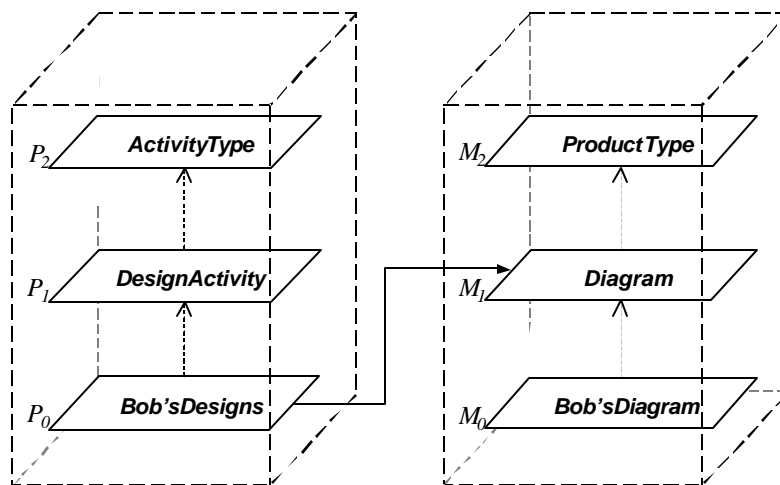 P2 ActivityType
M2 ProductType
P1 DesignActivity
M1 Diagram
P0 Bob'sDesigns
M0 Bob'sDiagram